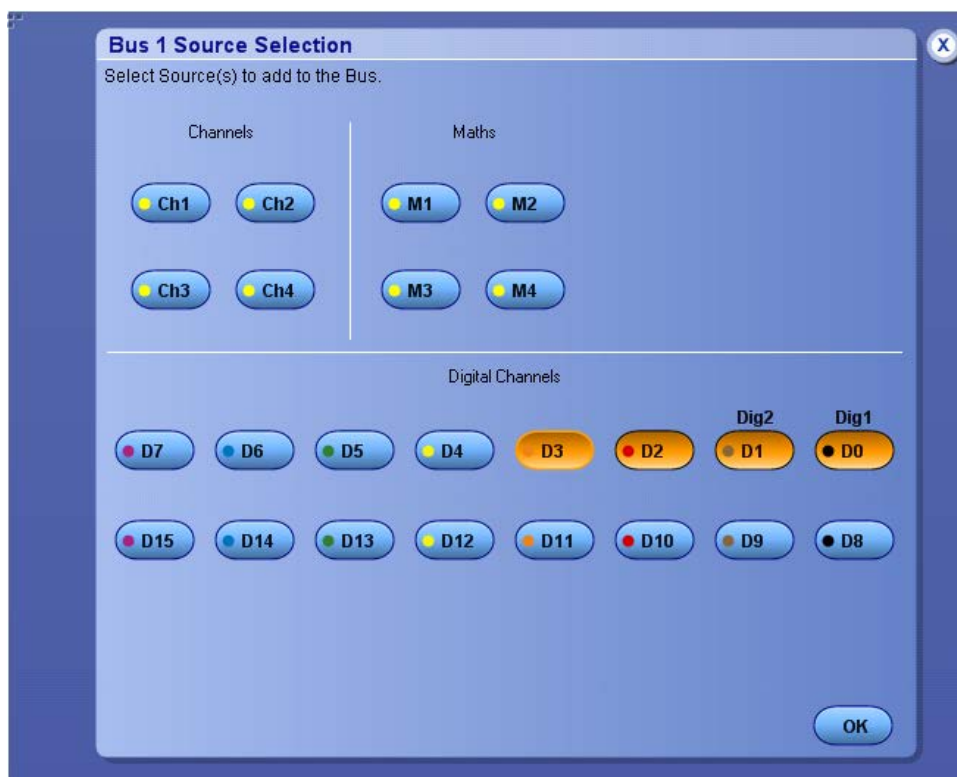 Bus 1 Source Selection
X
Select Source(s) to add to the Bus.
Channels
Maths
Ch1 Ch2
M1 M2
Ch3 Ch4
M3 M4
Digital Channels
Dig2 Dig1
D7 D6 D5 D4 D3 D2 D1 D0
D15 D14 D13 D12 D11 D10 D9 D8
OK